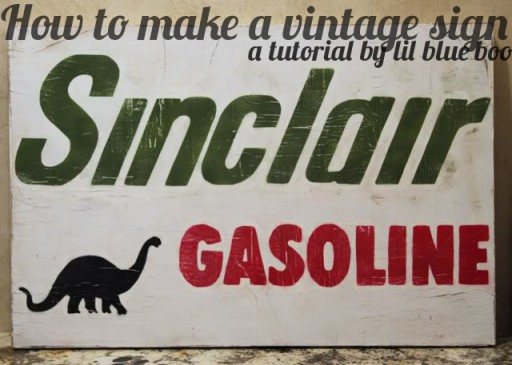 How to make a vintage sign
a tutorial by lil blue boo
Sinclair
GASOLINE